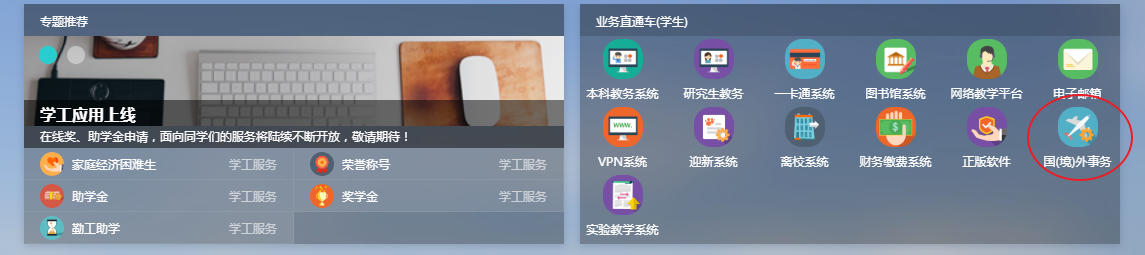 专题推荐
学工应用上线
在线奖、助学金申请，面向同学们的服务将陆续不断开放，敬请期待！
家庭经济困难生 学工服务
荣誉称号 学工服务
助学金 学工服务
奖学金 学工服务
勤工助学 学工服务
业务直通车(学生)
本科教务系统 研究生教务 一卡通系统 图书馆系统 网络教学平台 电子邮箱
www.
VPN系统 迎新系统 离校系统 财务缴费系统 正版软件 国(境)外事务
实验教学系统